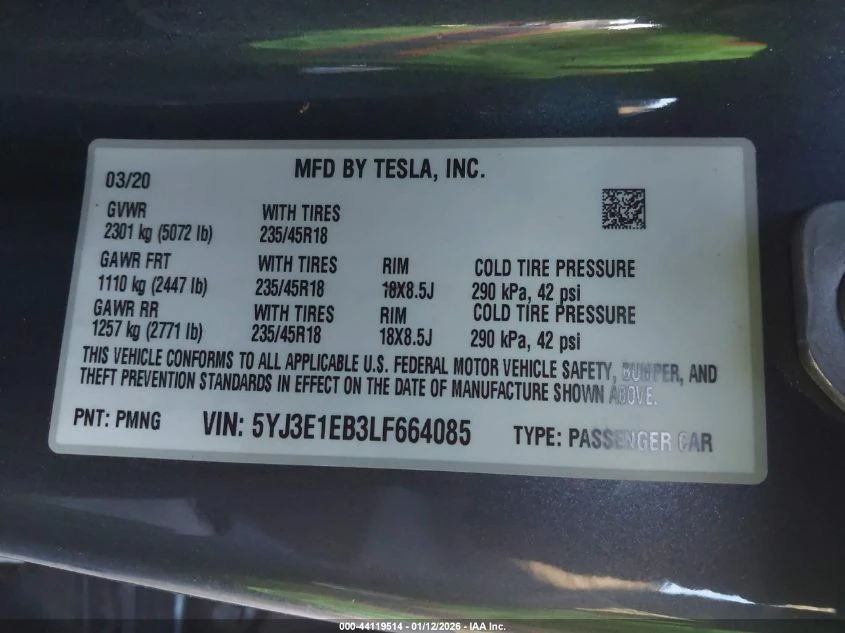 MFD BY TESLA, INC.
03/20
GVWR WITH TIRES
2301 kg (5072 lb) 235/45R18
GAWR FRT WITH TIRES RIM COLD TIRE PRESSURE
1110 kg (2447 lb) 235/45R18 18X8.5J 290 kPa, 42 psi
GAWR RR WITH TIRES RIM COLD TIRE PRESSURE
1257 kg (2771 lb) 235/45R18 18X8.5J 290 kPa, 42 psi
THIS VEHICLE CONFORMS TO ALL APPLICABLE U.S. FEDERAL MOTOR VEHICLE SAFETY, BUMPER, AND
THEFT PREVENTION STANDARDS IN EFFECT ON THE DATE OF MANUFACTURE SHOWN ABOVE.
PNT: PMNG VIN: 5YJ3E1EB3LF664085 TYPE: PASSENGER CAR
000-44119514 - 01/12/2026 - IAA Inc.